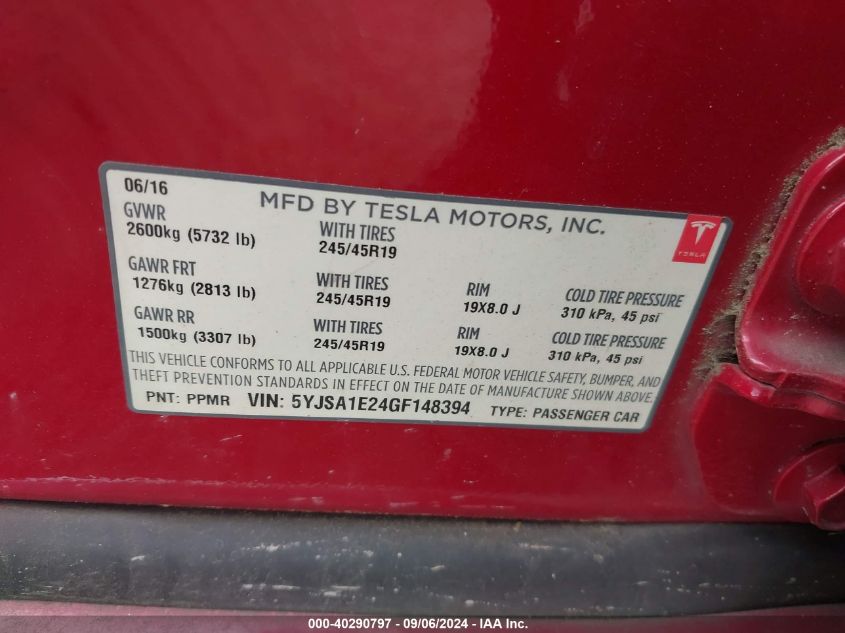 06/16
MFD BY TESLA MOTORS, INC.
GVWR
2600kg (5732 lb)
WITH TIRES
245/45R19
TESLA
GAWR FRT
1276kg (2813 lb)
WITH TIRES
245/45R19
RIM
19X8.0 J
COLD TIRE PRESSURE
310 kPa, 45 psi
GAWR RR
1500kg (3307 lb)
WITH TIRES
245/45R19
RIM
19X8.0 J
COLD TIRE PRESSURE
310 kPa, 45 psi
THIS VEHICLE CONFORMS TO ALL APPLICABLE U.S. FEDERAL MOTOR VEHICLE SAFETY, BUMPER, AND
THEFT PREVENTION STANDARDS IN EFFECT ON THE DATE OF MANUFACTURE SHOWN ABOVE.
PNT: PPMR VIN: 5YJSA1E24GF148394 TYPE: PASSENGER CAR
000-40290797 - 09/06/2024 - IAA Inc.